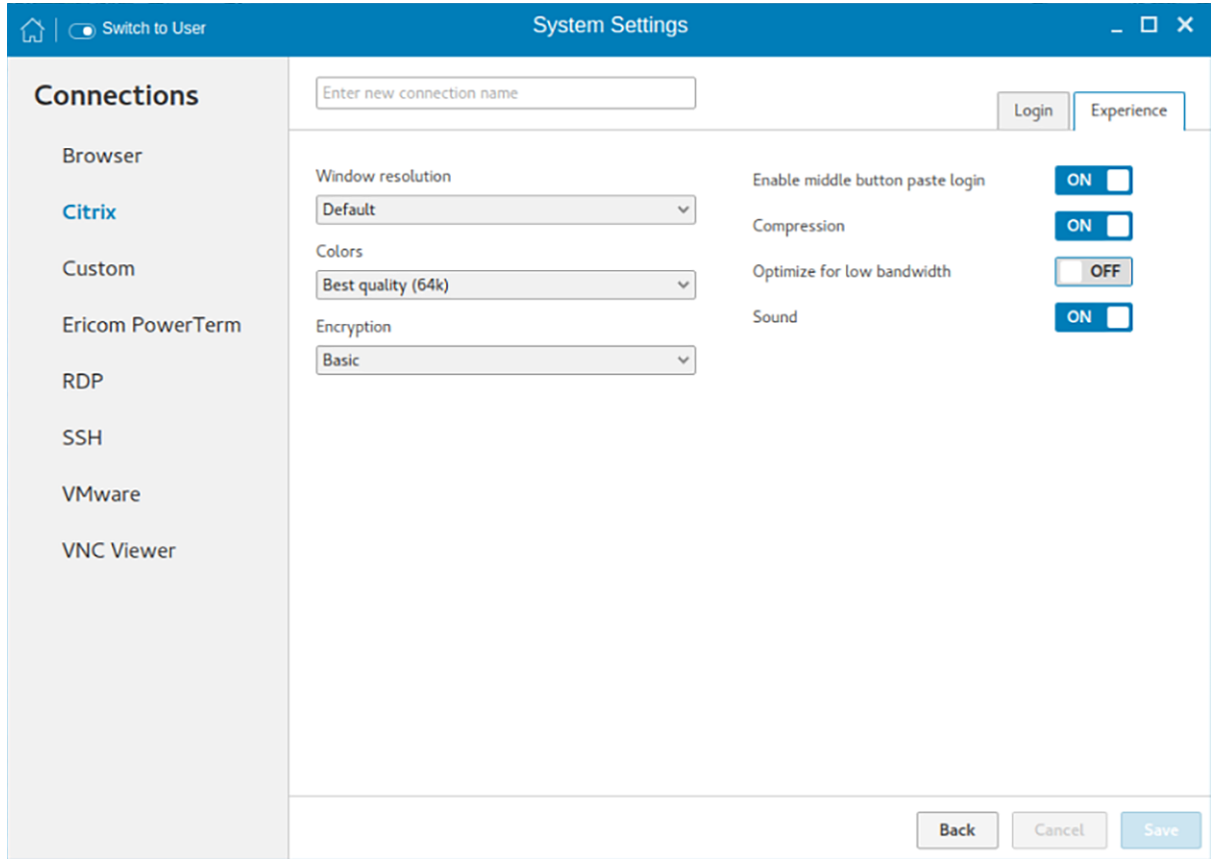 Switch to User
System Settings
Connections
Browser
Citrix
Custom
Ericom PowerTerm
RDP
SSH
VMware
VNC Viewer
Enter new connection name
Login
Experience
Window resolution
Default
Colors
Best quality (64k)
Encryption
Basic
Enable middle button paste login ON
Compression ON
Optimize for low bandwidth OFF
Sound ON
Back
Cancel
Save